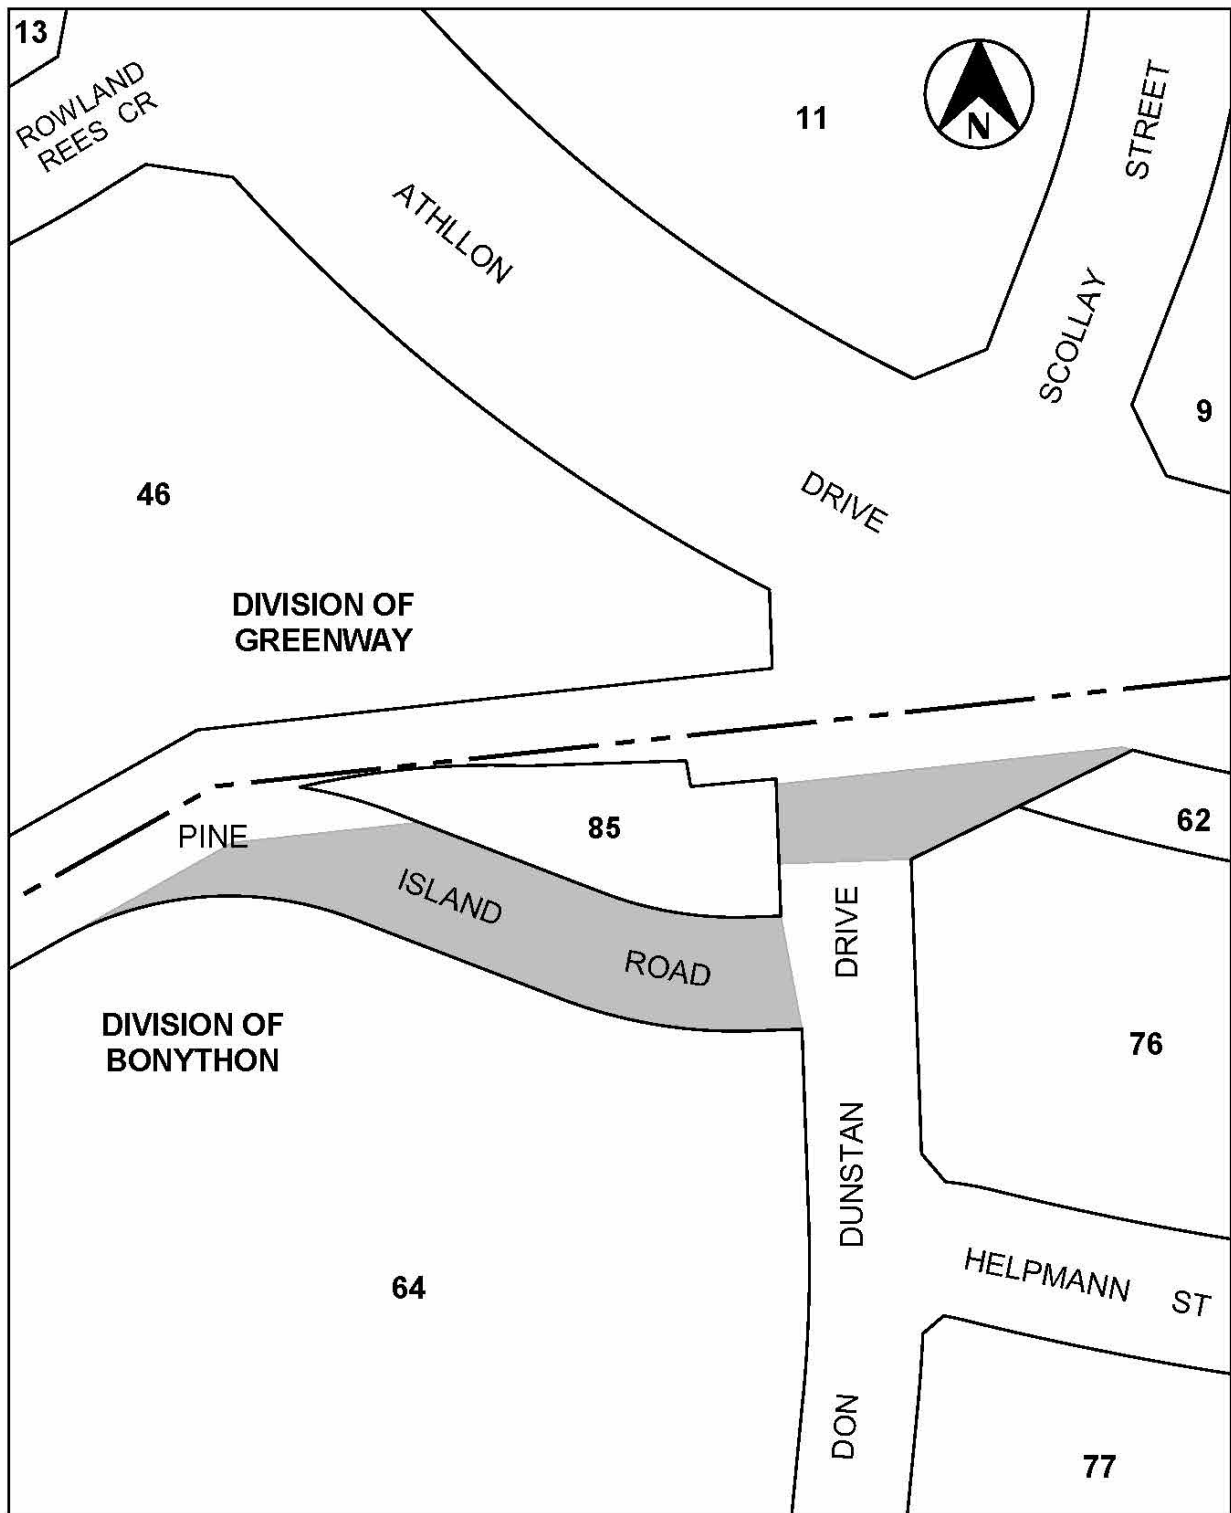 13
ROWLAND
REES CR
11
N
STREET
ATHLLON
SCOLLAY
9
46
DRIVE
DIVISION OF
GREENWAY
PINE
85
62
ISLAND
DRIVE
ROAD
DIVISION OF
BONYTHON
76
DUNSTAN
64
HELPMANN ST
DON
77